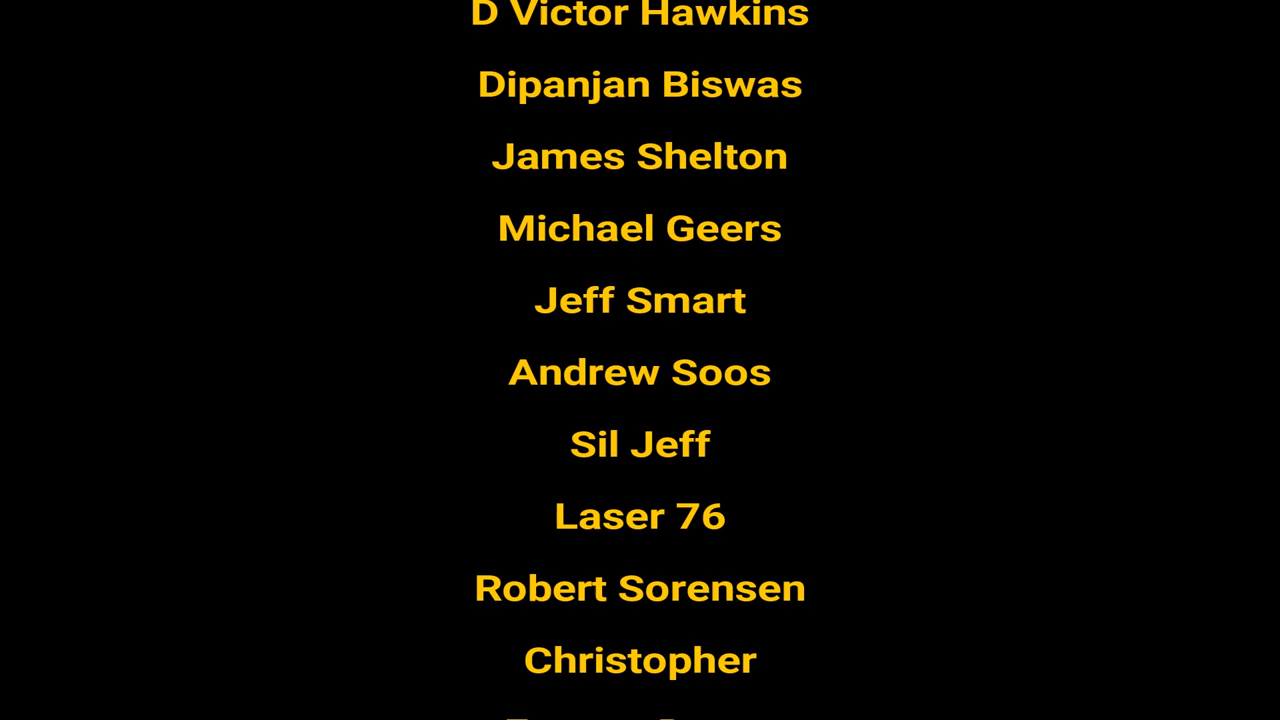 D Victor Hawkins
Dipanjan Biswas
James Shelton
Michael Geers
Jeff Smart
Andrew Soos
Sil Jeff
Laser 76
Robert Sorensen
Christopher